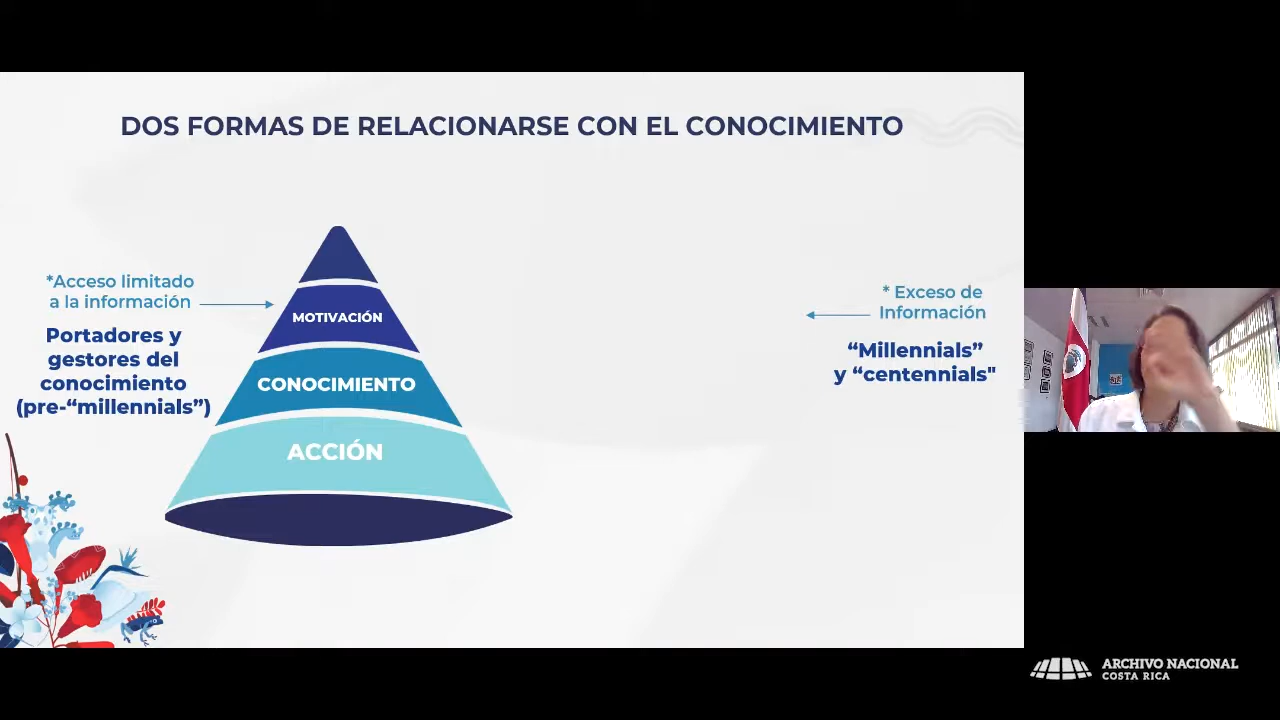 DOS FORMAS DE RELACIONARSE CON EL CONOCIMIENTO
*Acceso limitado
a la información
Portadores y
gestores del
conocimiento
(pre-“millennials”)
MOTIVACIÓN
CONOCIMIENTO
ACCIÓN
* Exceso de
Información
“Millennials”
y “centennials"
ARCHIVO NACIONAL
COSTA RICA